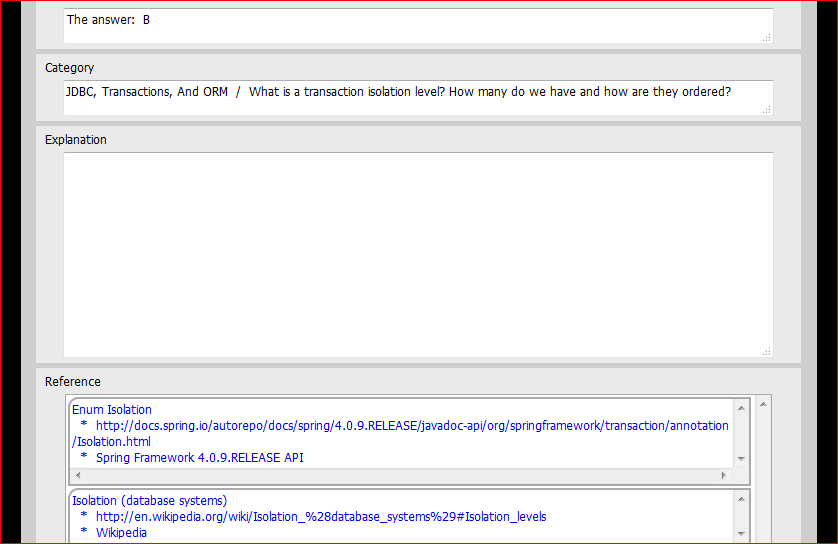 The answer:  B
Category
JDBC, Transactions, And ORM  /  What is a transaction isolation level? How many do we have and how are they ordered?
Explanation
Reference
Enum Isolation
*  http://docs.spring.io/autorepo/docs/spring/4.0.9.RELEASE/javadoc-api/org/springframework/transaction/annotation
/Isolation.html
*  Spring Framework 4.0.9.RELEASE API
Isolation (database systems)
*  http://en.wikipedia.org/wiki/Isolation_%28database_systems%29#Isolation_levels
*  Wikipedia